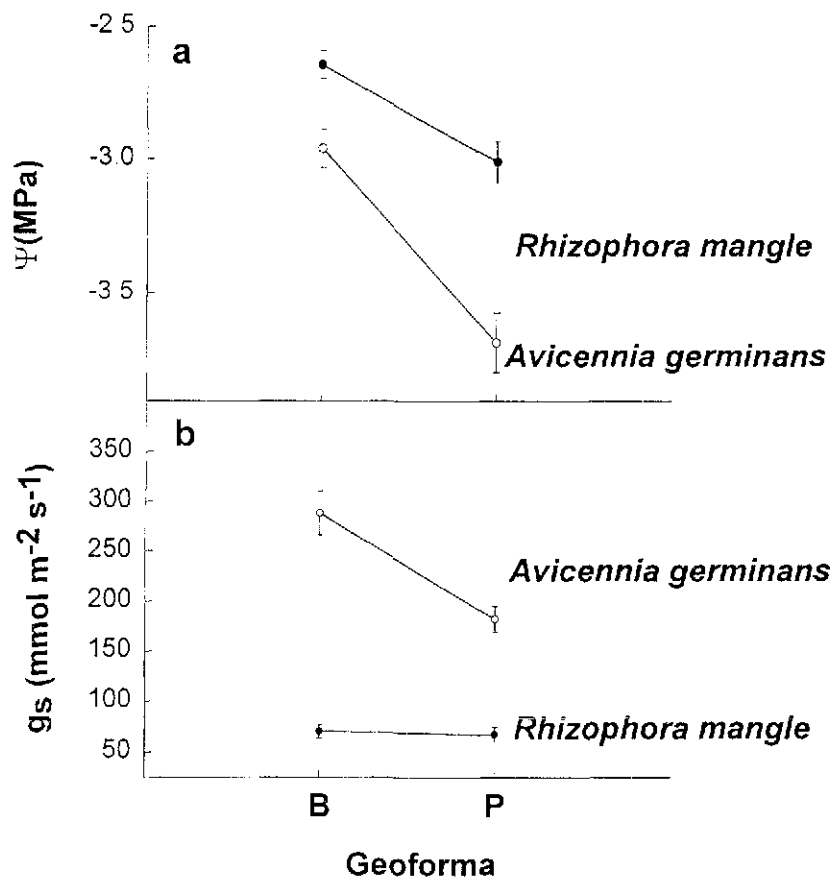 a
-2 5
-3.0
-3 5
Ψ(MPa)
Rhizophora mangle
Avicennia germinans
b
350
300
250
200
150
100
50
gs (mmol m-2 s-1)
Avicennia germinans
Rhizophora mangle
B P
Geoforma